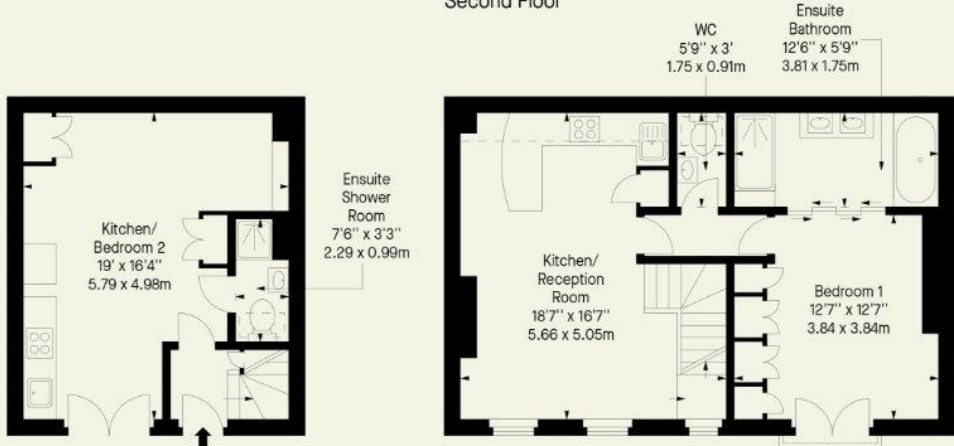 Second Floor
WC
5'9'' x 3'
1.75 x 0.91m
Ensuite
Bathroom
12'6'' x 5'9''
3.81 x 1.75m
Kitchen/
Bedroom 2
19' x 16'4''
5.79 x 4.98m
Ensuite
Shower
Room
7'6'' x 3'3''
2.29 x 0.99m
Kitchen/
Reception
Room
18'7'' x 16'7''
5.66 x 5.05m
Bedroom 1
12'7'' x 12'7''
3.84 x 3.84m